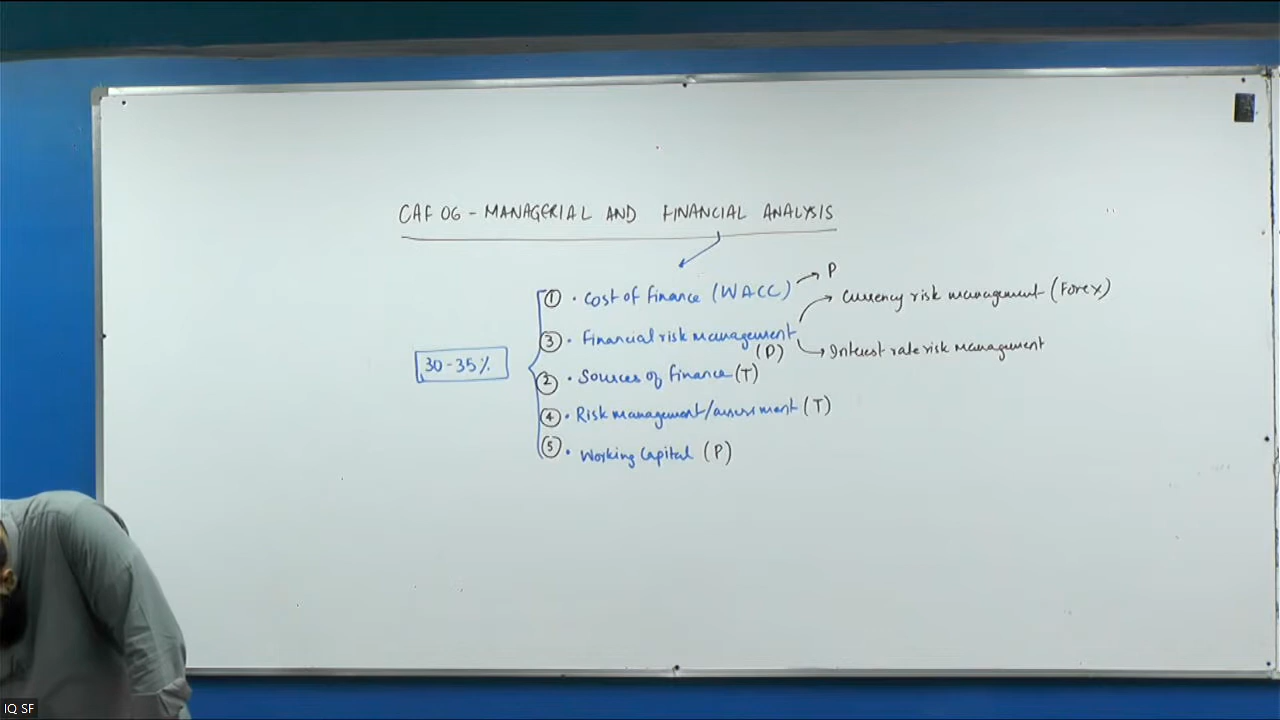 CAF 06 - MANAGERIAL AND FINANCIAL ANALYSIS
① • Cost of finance (WACC) → P
③ • Financial risk management (P)
→ Currency risk management (Forex)
→ Interest rate risk management
30-35%
② • Sources of finance (T)
④ • Risk management/assessment (T)
⑤ • Working Capital (P)
IQ SF